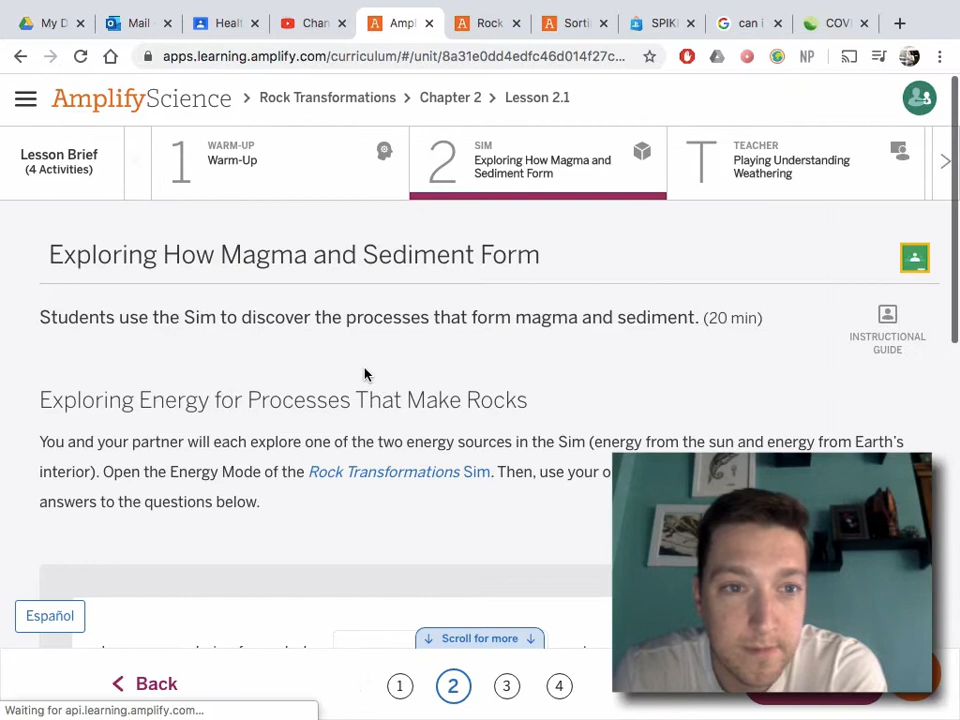 My D
Mail -
Healt
Chan
Ampl
Rock
Sortin
SPIKE
can i
COVI
apps.learning.amplify.com/curriculum/#/unit/8a31e0dd4edfc46d014f27c...
NP
AmplifyScience > Rock Transformations > Chapter 2 > Lesson 2.1
Lesson Brief
(4 Activities)
1
WARM-UP
Warm-Up
2
SIM
Exploring How Magma and
Sediment Form
T
TEACHER
Playing Understanding
Weathering
Exploring How Magma and Sediment Form
Students use the Sim to discover the processes that form magma and sediment. (20 min)
INSTRUCTIONAL
GUIDE
Exploring Energy for Processes That Make Rocks
You and your partner will each explore one of the two energy sources in the Sim (energy from the sun and energy from Earth's
interior). Open the Energy Mode of the Rock Transformations Sim. Then, use your o
answers to the questions below.
Español
Scroll for more
Back
1 2 3 4
Waiting for api.learning.amplify.com...